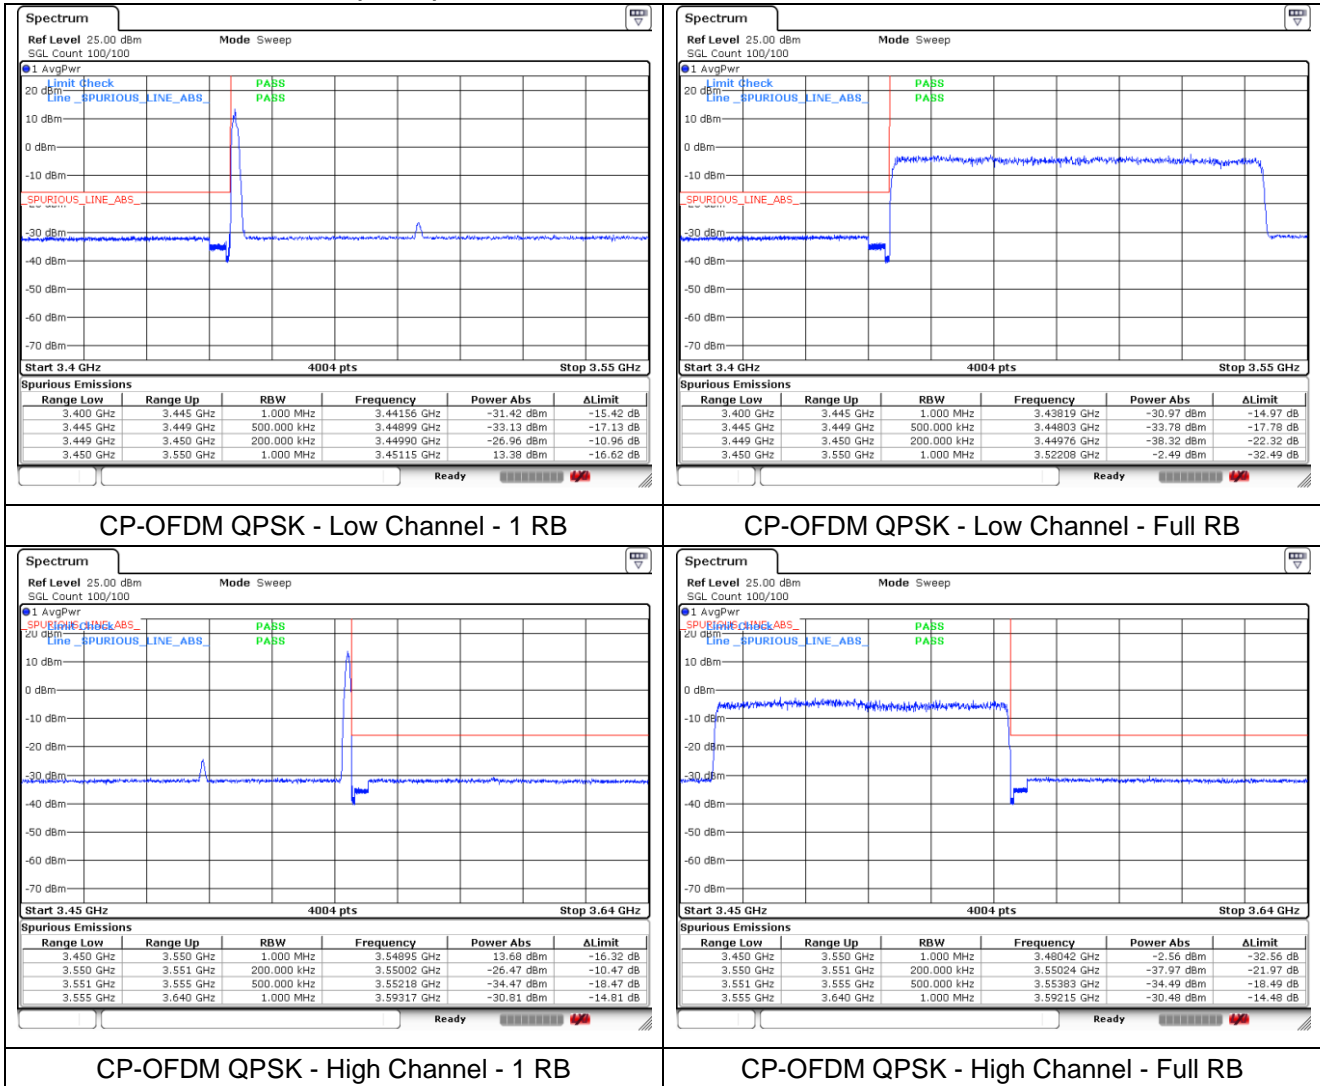 Spectrum
Ref Level 25.00 dBm Mode Sweep
SGL Count 100/100
1 AvgPwr
Limit Check PASS
20 dBm
Line _SPURIOUS_LINE_ABS_ PASS
10 dBm
0 dBm
-10 dBm
_SPURIOUS_LINE_ABS_
-20 dBm
-30 dBm
-40 dBm
-50 dBm
-60 dBm
-70 dBm
Start 3.4 GHz 4004 pts Stop 3.55 GHz
Spurious Emissions
Range Low Range Up RBW Frequency Power Abs ΔLimit
3.400 GHz 3.445 GHz 1.000 MHz 3.44156 GHz -31.42 dBm -15.42 dB
3.445 GHz 3.449 GHz 500.000 kHz 3.44899 GHz -33.13 dBm -17.13 dB
3.449 GHz 3.450 GHz 200.000 kHz 3.44990 GHz -26.96 dBm -10.96 dB
3.450 GHz 3.550 GHz 1.000 MHz 3.45115 GHz 13.38 dBm -16.62 dB
Ready
CP-OFDM QPSK - Low Channel - 1 RB
Spectrum
Ref Level 25.00 dBm Mode Sweep
SGL Count 100/100
1 AvgPwr
Limit Check PASS
20 dBm
Line _SPURIOUS_LINE_ABS_ PASS
10 dBm
0 dBm
-10 dBm
_SPURIOUS_LINE_ABS_
-20 dBm
-30 dBm
-40 dBm
-50 dBm
-60 dBm
-70 dBm
Start 3.4 GHz 4004 pts Stop 3.55 GHz
Spurious Emissions
Range Low Range Up RBW Frequency Power Abs ΔLimit
3.400 GHz 3.445 GHz 1.000 MHz 3.43819 GHz -30.97 dBm -14.97 dB
3.445 GHz 3.449 GHz 500.000 kHz 3.44803 GHz -33.78 dBm -17.78 dB
3.449 GHz 3.450 GHz 200.000 kHz 3.44976 GHz -38.32 dBm -22.32 dB
3.450 GHz 3.550 GHz 1.000 MHz 3.52208 GHz -2.49 dBm -32.49 dB
Ready
CP-OFDM QPSK - Low Channel - Full RB
Spectrum
Ref Level 25.00 dBm Mode Sweep
SGL Count 100/100
1 AvgPwr
_SPURIOUS_LINE_ABS_
Limit Check PASS
20 dBm
Line _SPURIOUS_LINE_ABS_ PASS
10 dBm
0 dBm
-10 dBm
-20 dBm
-30 dBm
-40 dBm
-50 dBm
-60 dBm
-70 dBm
Start 3.45 GHz 4004 pts Stop 3.64 GHz
Spurious Emissions
Range Low Range Up RBW Frequency Power Abs ΔLimit
3.450 GHz 3.550 GHz 1.000 MHz 3.54895 GHz 13.68 dBm -16.32 dB
3.550 GHz 3.551 GHz 200.000 kHz 3.55002 GHz -26.47 dBm -10.47 dB
3.551 GHz 3.555 GHz 500.000 kHz 3.55218 GHz -34.47 dBm -18.47 dB
3.555 GHz 3.640 GHz 1.000 MHz 3.59317 GHz -30.81 dBm -14.81 dB
Ready
CP-OFDM QPSK - High Channel - 1 RB
Spectrum
Ref Level 25.00 dBm Mode Sweep
SGL Count 100/100
1 AvgPwr
_SPURIOUS_LINE_ABS_
Limit Check PASS
20 dBm
Line _SPURIOUS_LINE_ABS_ PASS
10 dBm
0 dBm
-10 dBm
-20 dBm
-30 dBm
-40 dBm
-50 dBm
-60 dBm
-70 dBm
Start 3.45 GHz 4004 pts Stop 3.64 GHz
Spurious Emissions
Range Low Range Up RBW Frequency Power Abs ΔLimit
3.450 GHz 3.550 GHz 1.000 MHz 3.48042 GHz -2.56 dBm -32.56 dB
3.550 GHz 3.551 GHz 200.000 kHz 3.55024 GHz -37.97 dBm -21.97 dB
3.551 GHz 3.555 GHz 500.000 kHz 3.55383 GHz -34.49 dBm -18.49 dB
3.555 GHz 3.640 GHz 1.000 MHz 3.59215 GHz -30.48 dBm -14.48 dB
Ready
CP-OFDM QPSK - High Channel - Full RB